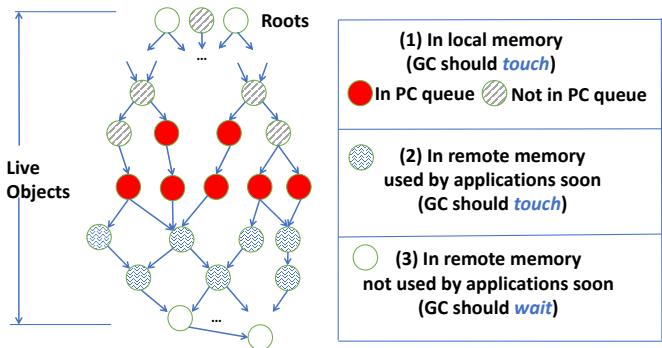 Roots
...
Live
Objects
...
(1) In local memory
(GC should touch)
In PC queue
Not in PC queue
(2) In remote memory
used by applications soon
(GC should touch)
(3) In remote memory
not used by applications soon
(GC should wait)